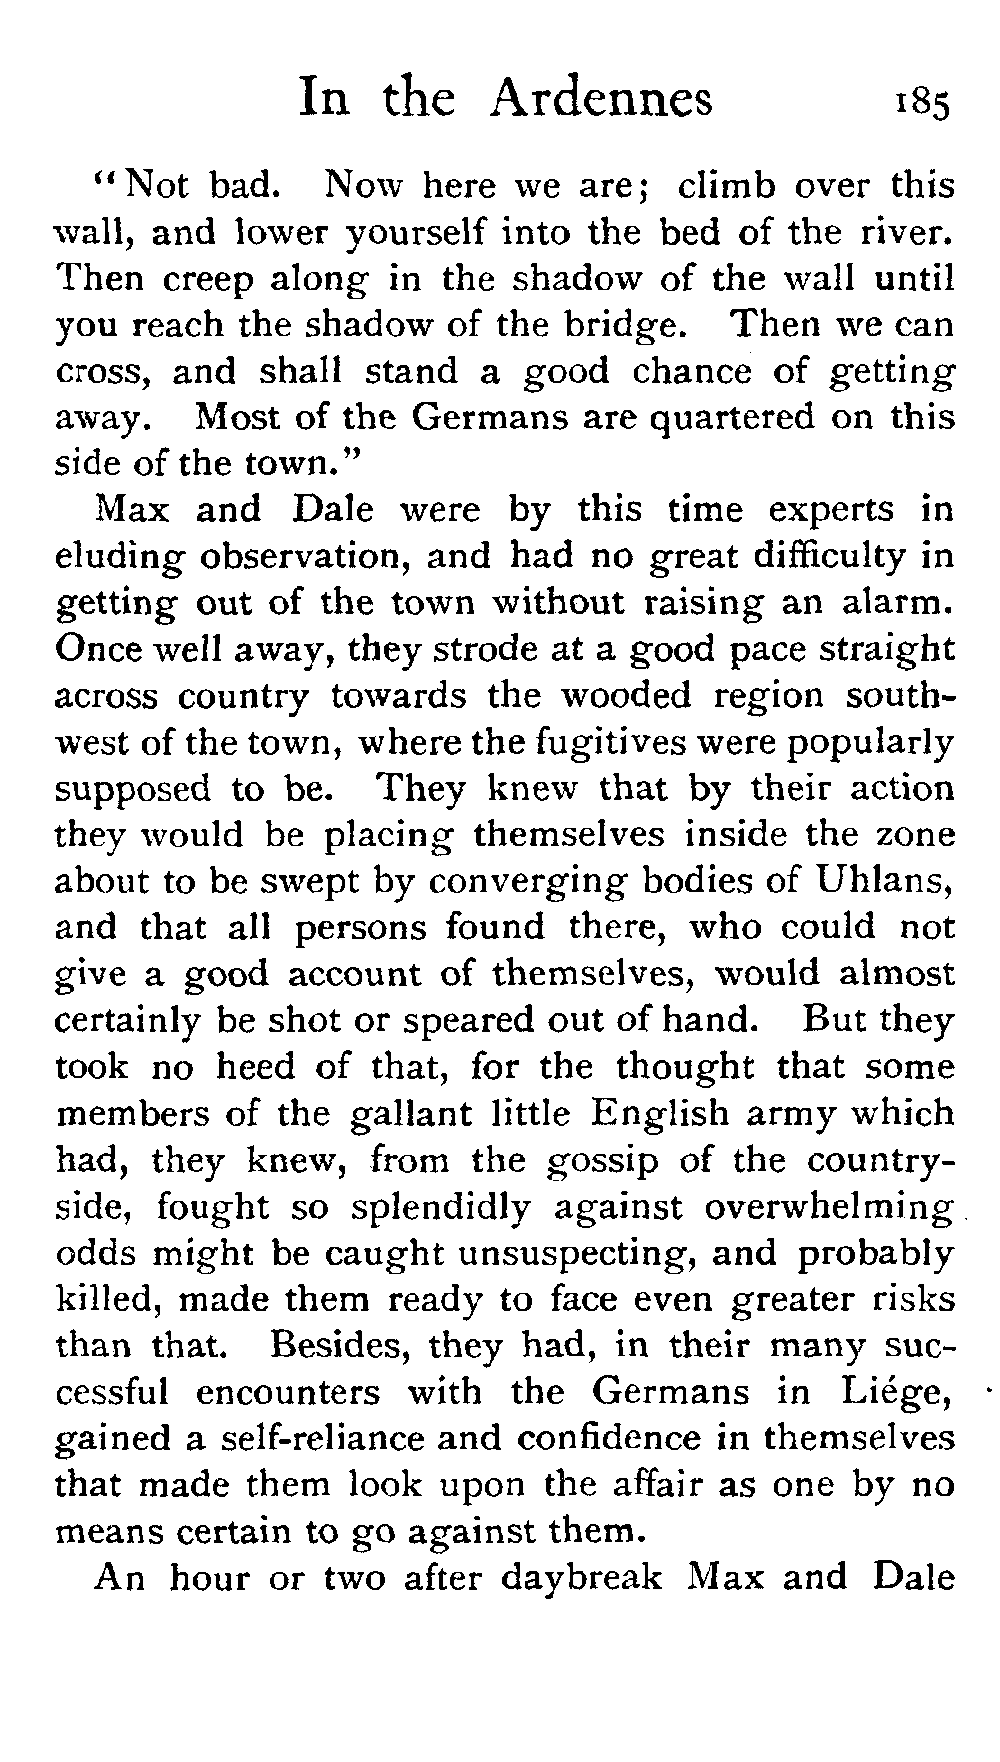 In the Ardennes 185
"Not bad. Now here we are; climb over this
wall, and lower yourself into the bed of the river.
Then creep along in the shadow of the wall until
you reach the shadow of the bridge. Then we can
cross, and shall stand a good chance of getting
away. Most of the Germans are quartered on this
side of the town."
Max and Dale were by this time experts in
eluding observation, and had no great difficulty in
getting out of the town without raising an alarm.
Once well away, they strode at a good pace straight
across country towards the wooded region south-
west of the town, where the fugitives were popularly
supposed to be. They knew that by their action
they would be placing themselves inside the zone
about to be swept by converging bodies of Uhlans,
and that all persons found there, who could not
give a good account of themselves, would almost
certainly be shot or speared out of hand. But they
took no heed of that, for the thought that some
members of the gallant little English army which
had, they knew, from the gossip of the country-
side, fought so splendidly against overwhelming
odds might be caught unsuspecting, and probably
killed, made them ready to face even greater risks
than that. Besides, they had, in their many suc-
cessful encounters with the Germans in Liége,
gained a self-reliance and confidence in themselves
that made them look upon the affair as one by no
means certain to go against them.
An hour or two after daybreak Max and Dale